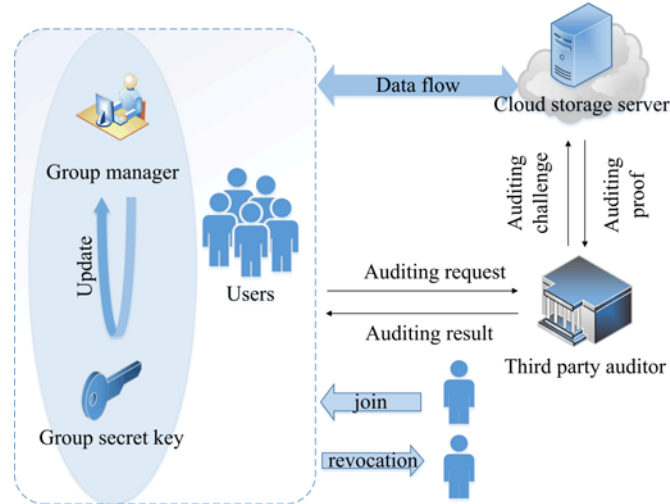 Data flow
Cloud storage server
Group manager
Auditing
challenge
Auditing
proof
Update
Users
Auditing request
Auditing result
Third party auditor
join
Group secret key
revocation